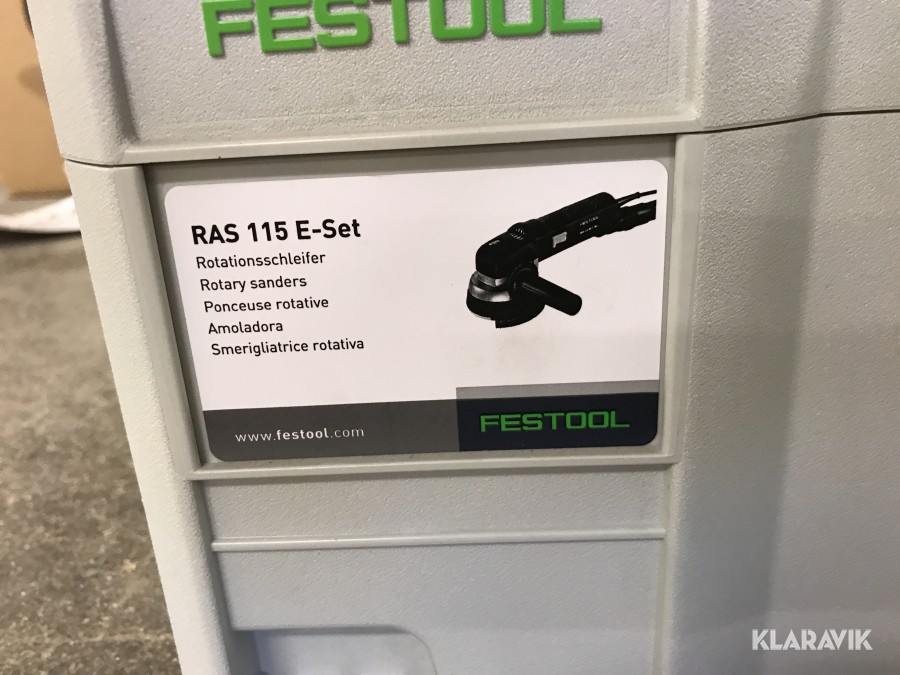 FESTOOL
RAS 115 E-Set
Rotationsschleifer
Rotary sanders
Ponceuse rotative
Amoladora
Smerigliatrice rotativa
www.festool.com
FESTOOL
KLARAVIK